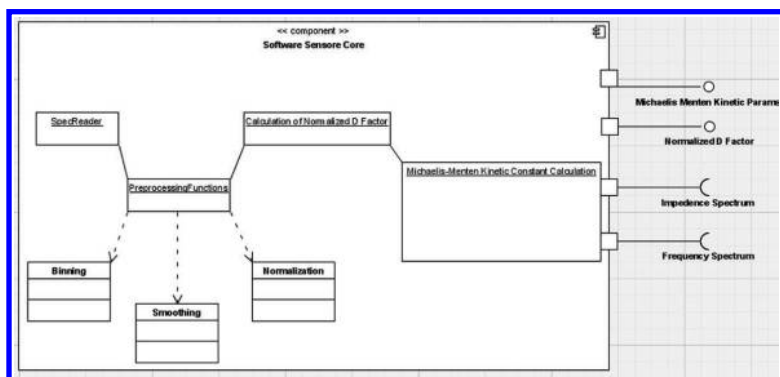 << component >>
Software Sensore Core
Michaelis Menten Kinetic Params
SpecReader
Calculation of Normalized D Factor
Normalized D Factor
Michaelis-Menten Kinetic Constant Calculation
PreprocessingFunctions
Impedence Spectrum
Frequency Spectrum
Binning
Normalization
Smoothing